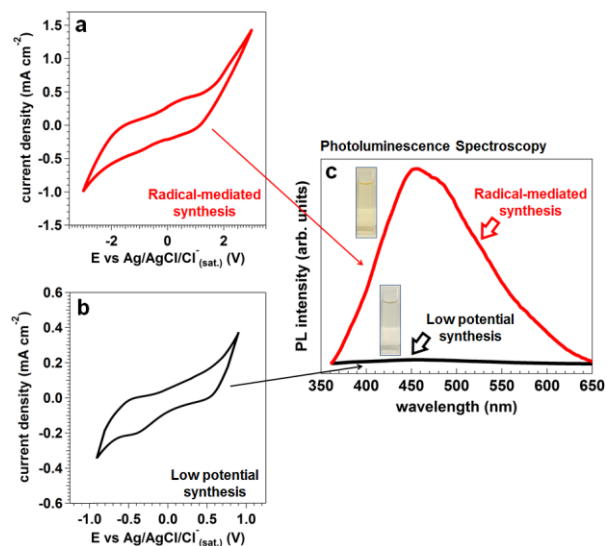 a
1.5
1.0
0.5
0.0
-0.5
-1.0
current density (mA cm⁻²)
Radical-mediated
synthesis
-2 0 2
E vs Ag/AgCl/Cl⁻(sat.) (V)
b
0.6
0.4
0.2
0.0
-0.2
-0.4
-0.6
current density (mA cm⁻²)
Low potential
synthesis
-1.0 -0.5 0.0 0.5 1.0
E vs Ag/AgCl/Cl⁻(sat.) (V)
Photoluminescence Spectroscopy
c
PL intensity (arb. units)
Radical-mediated
synthesis
Low potential
synthesis
350 400 450 500 550 600 650
wavelength (nm)